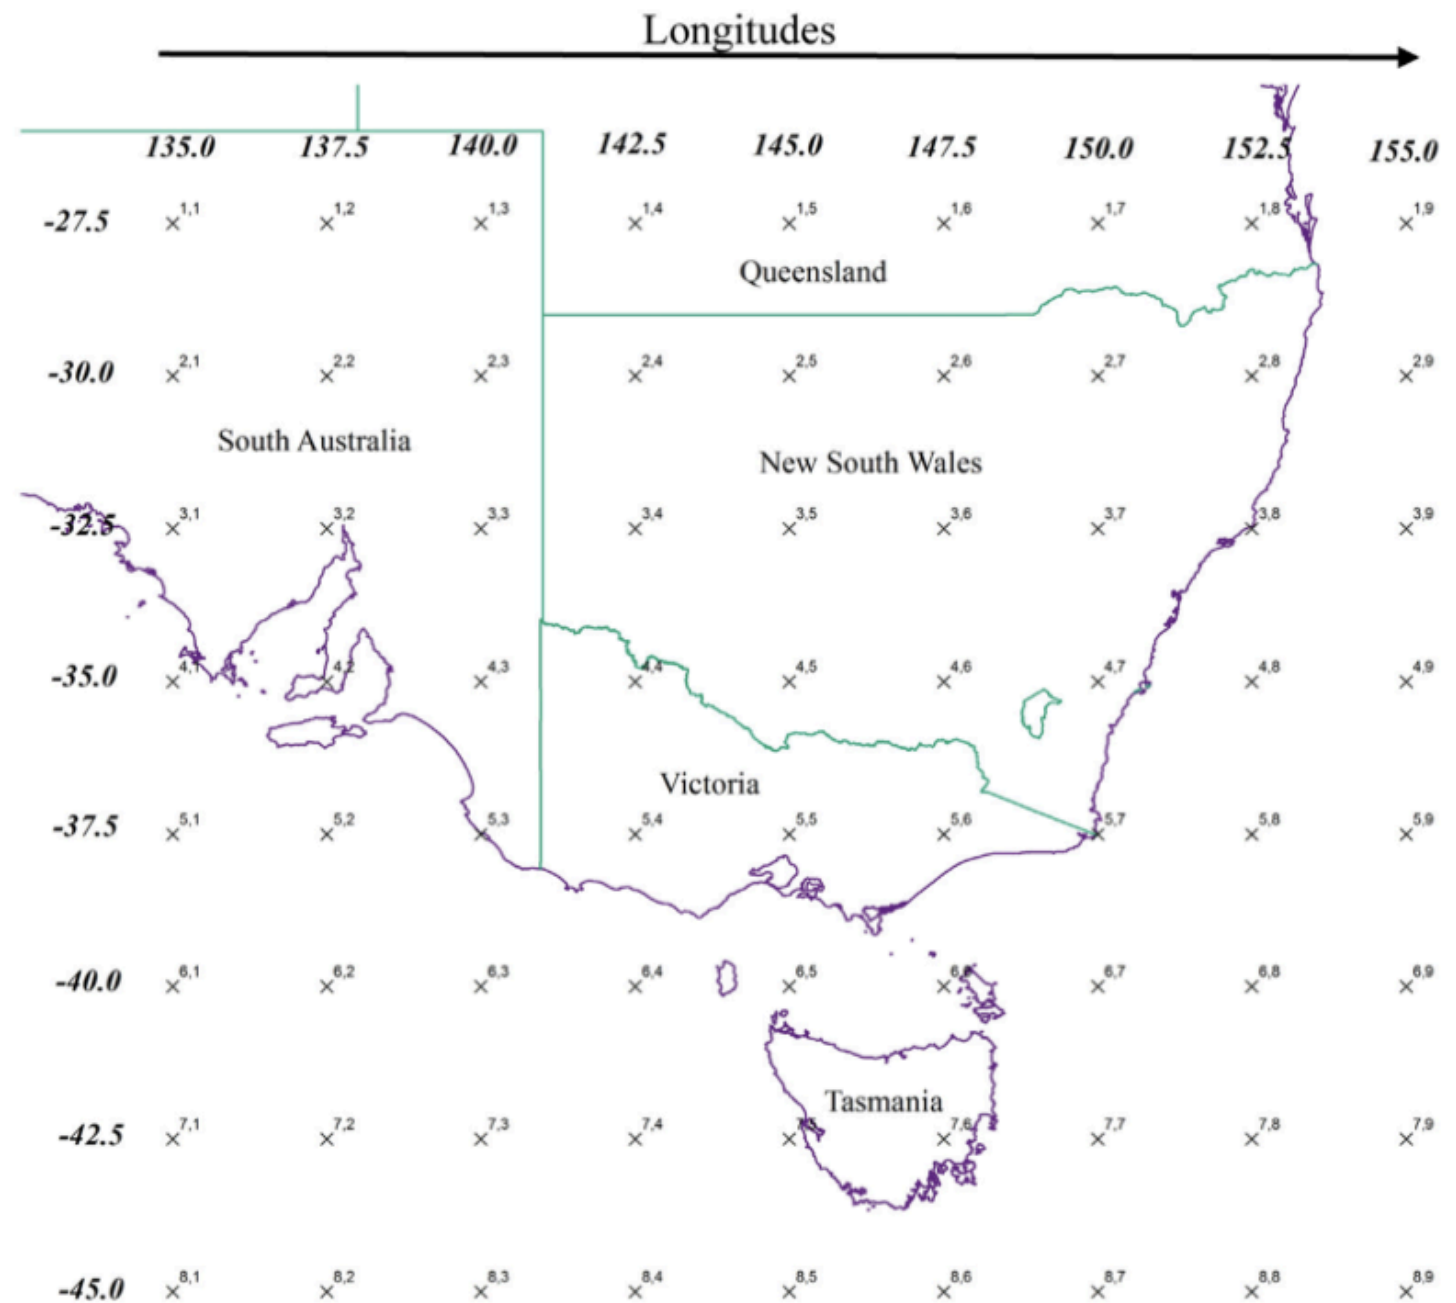 Longitudes
135.0 137.5 140.0 142.5 145.0 147.5 150.0 152.5 155.0
-27.5 1,1 1,2 1,3 1,4 1,5 1,6 1,7 1,8 1,9
Queensland
-30.0 2,1 2,2 2,3 2,4 2,5 2,6 2,7 2,8 2,9
South Australia
New South Wales
-32.5 3,1 3,2 3,3 3,4 3,5 3,6 3,7 3,8 3,9
-35.0 4,1 4,2 4,3 4,4 4,5 4,6 4,7 4,8 4,9
Victoria
-37.5 5,1 5,2 5,3 5,4 5,5 5,6 5,7 5,8 5,9
-40.0 6,1 6,2 6,3 6,4 6,5 6,6 6,7 6,8 6,9
Tasmania
-42.5 7,1 7,2 7,3 7,4 7,5 7,6 7,7 7,8 7,9
-45.0 8,1 8,2 8,3 8,4 8,5 8,6 8,7 8,8 8,9